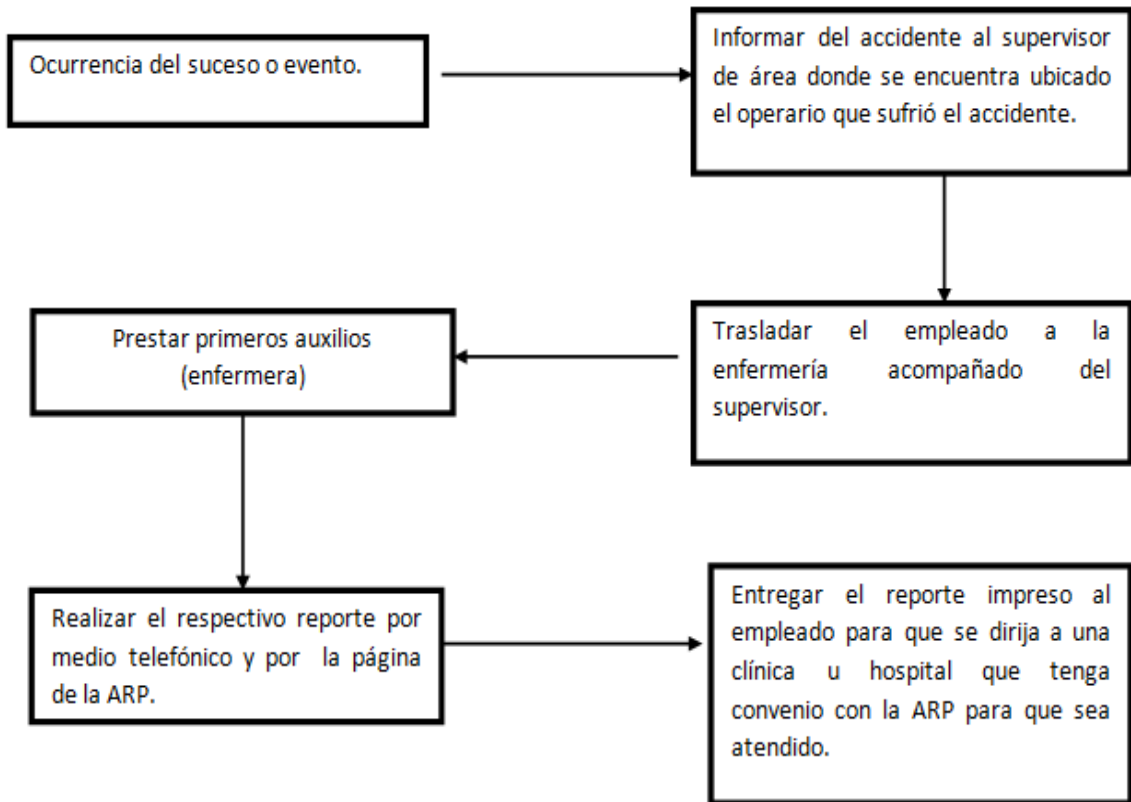 Ocurrencia del suceso o evento.
Informar del accidente al supervisor
de área donde se encuentra ubicado
el operario que sufrió el accidente.
Trasladar el empleado a la
enfermería acompañado del
supervisor.
Prestar primeros auxilios
(enfermera)
Realizar el respectivo reporte por
medio telefónico y por la página
de la ARP.
Entregar el reporte impreso al
empleado para que se dirija a una
clínica u hospital que tenga
convenio con la ARP para que sea
atendido.